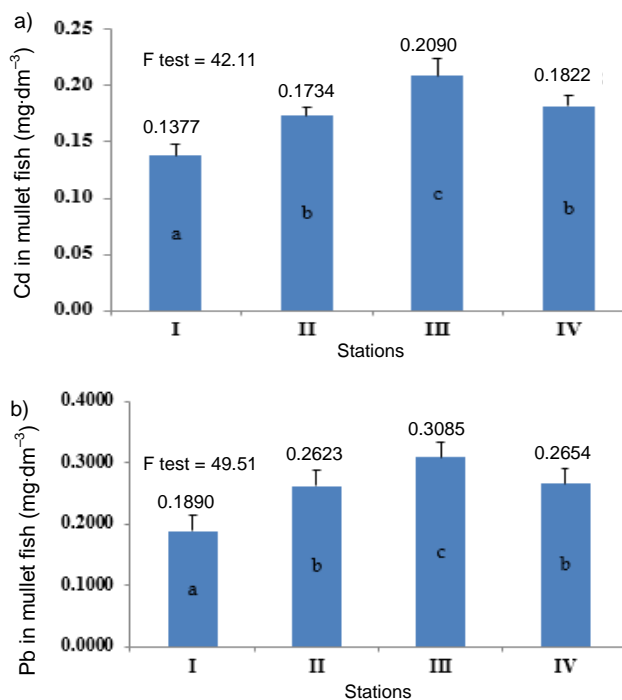 a)
Cd in mullet fish (mg·dm⁻³)
0.25
0.20
0.15
0.10
0.05
0.00
F test = 42.11
0.1377
0.1734
0.2090
0.1822
a
b
c
b
I II III IV
Stations
b)
Pb in mullet fish (mg·dm⁻³)
0.4000
0.3000
0.2000
0.1000
0.0000
F test = 49.51
0.1890
0.2623
0.3085
0.2654
a
b
c
b
I II III IV
Stations